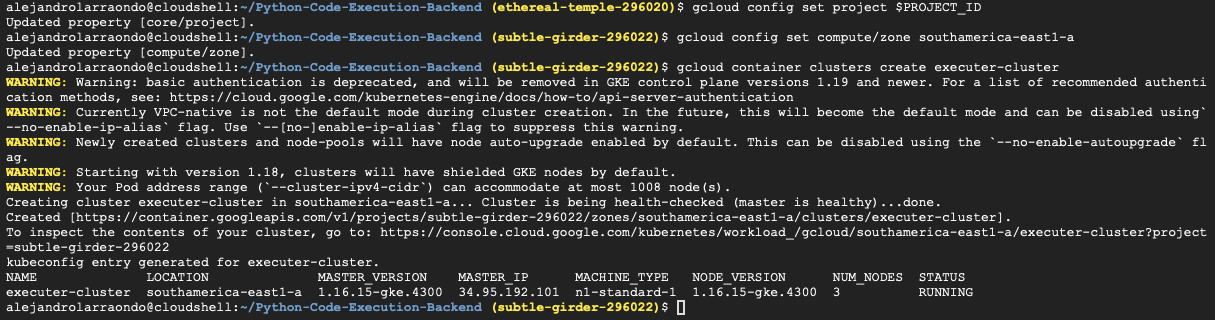 alejandrolarraondo@cloudshell:~/Python-Code-Execution-Backend (ethereal-temple-296020)$ gcloud config set project $PROJECT_ID
Updated property [core/project].
alejandrolarraondo@cloudshell:~/Python-Code-Execution-Backend (subtle-girder-296022)$ gcloud config set compute/zone southamerica-east1-a
Updated property [compute/zone].
alejandrolarraondo@cloudshell:~/Python-Code-Execution-Backend (subtle-girder-296022)$ gcloud container clusters create executer-cluster
WARNING: Warning: basic authentication is deprecated, and will be removed in GKE control plane versions 1.19 and newer. For a list of recommended authenti
cation methods, see: https://cloud.google.com/kubernetes-engine/docs/how-to/api-server-authentication
WARNING: Currently VPC-native is not the default mode during cluster creation. In the future, this will become the default mode and can be disabled using`
--no-enable-ip-alias` flag. Use `--[no-]enable-ip-alias` flag to suppress this warning.
WARNING: Newly created clusters and node-pools will have node auto-upgrade enabled by default. This can be disabled using the `--no-enable-autoupgrade` fl
ag.
WARNING: Starting with version 1.18, clusters will have shielded GKE nodes by default.
WARNING: Your Pod address range (`--cluster-ipv4-cidr`) can accommodate at most 1008 node(s).
Creating cluster executer-cluster in southamerica-east1-a... Cluster is being health-checked (master is healthy)...done.
Created [https://container.googleapis.com/v1/projects/subtle-girder-296022/zones/southamerica-east1-a/clusters/executer-cluster].
To inspect the contents of your cluster, go to: https://console.cloud.google.com/kubernetes/workload_/gcloud/southamerica-east1-a/executer-cluster?project
=subtle-girder-296022
kubeconfig entry generated for executer-cluster.
NAME LOCATION MASTER_VERSION MASTER_IP MACHINE_TYPE NODE_VERSION NUM_NODES STATUS
executer-cluster southamerica-east1-a 1.16.15-gke.4300 34.95.192.101 n1-standard-1 1.16.15-gke.4300 3 RUNNING
alejandrolarraondo@cloudshell:~/Python-Code-Execution-Backend (subtle-girder-296022)$